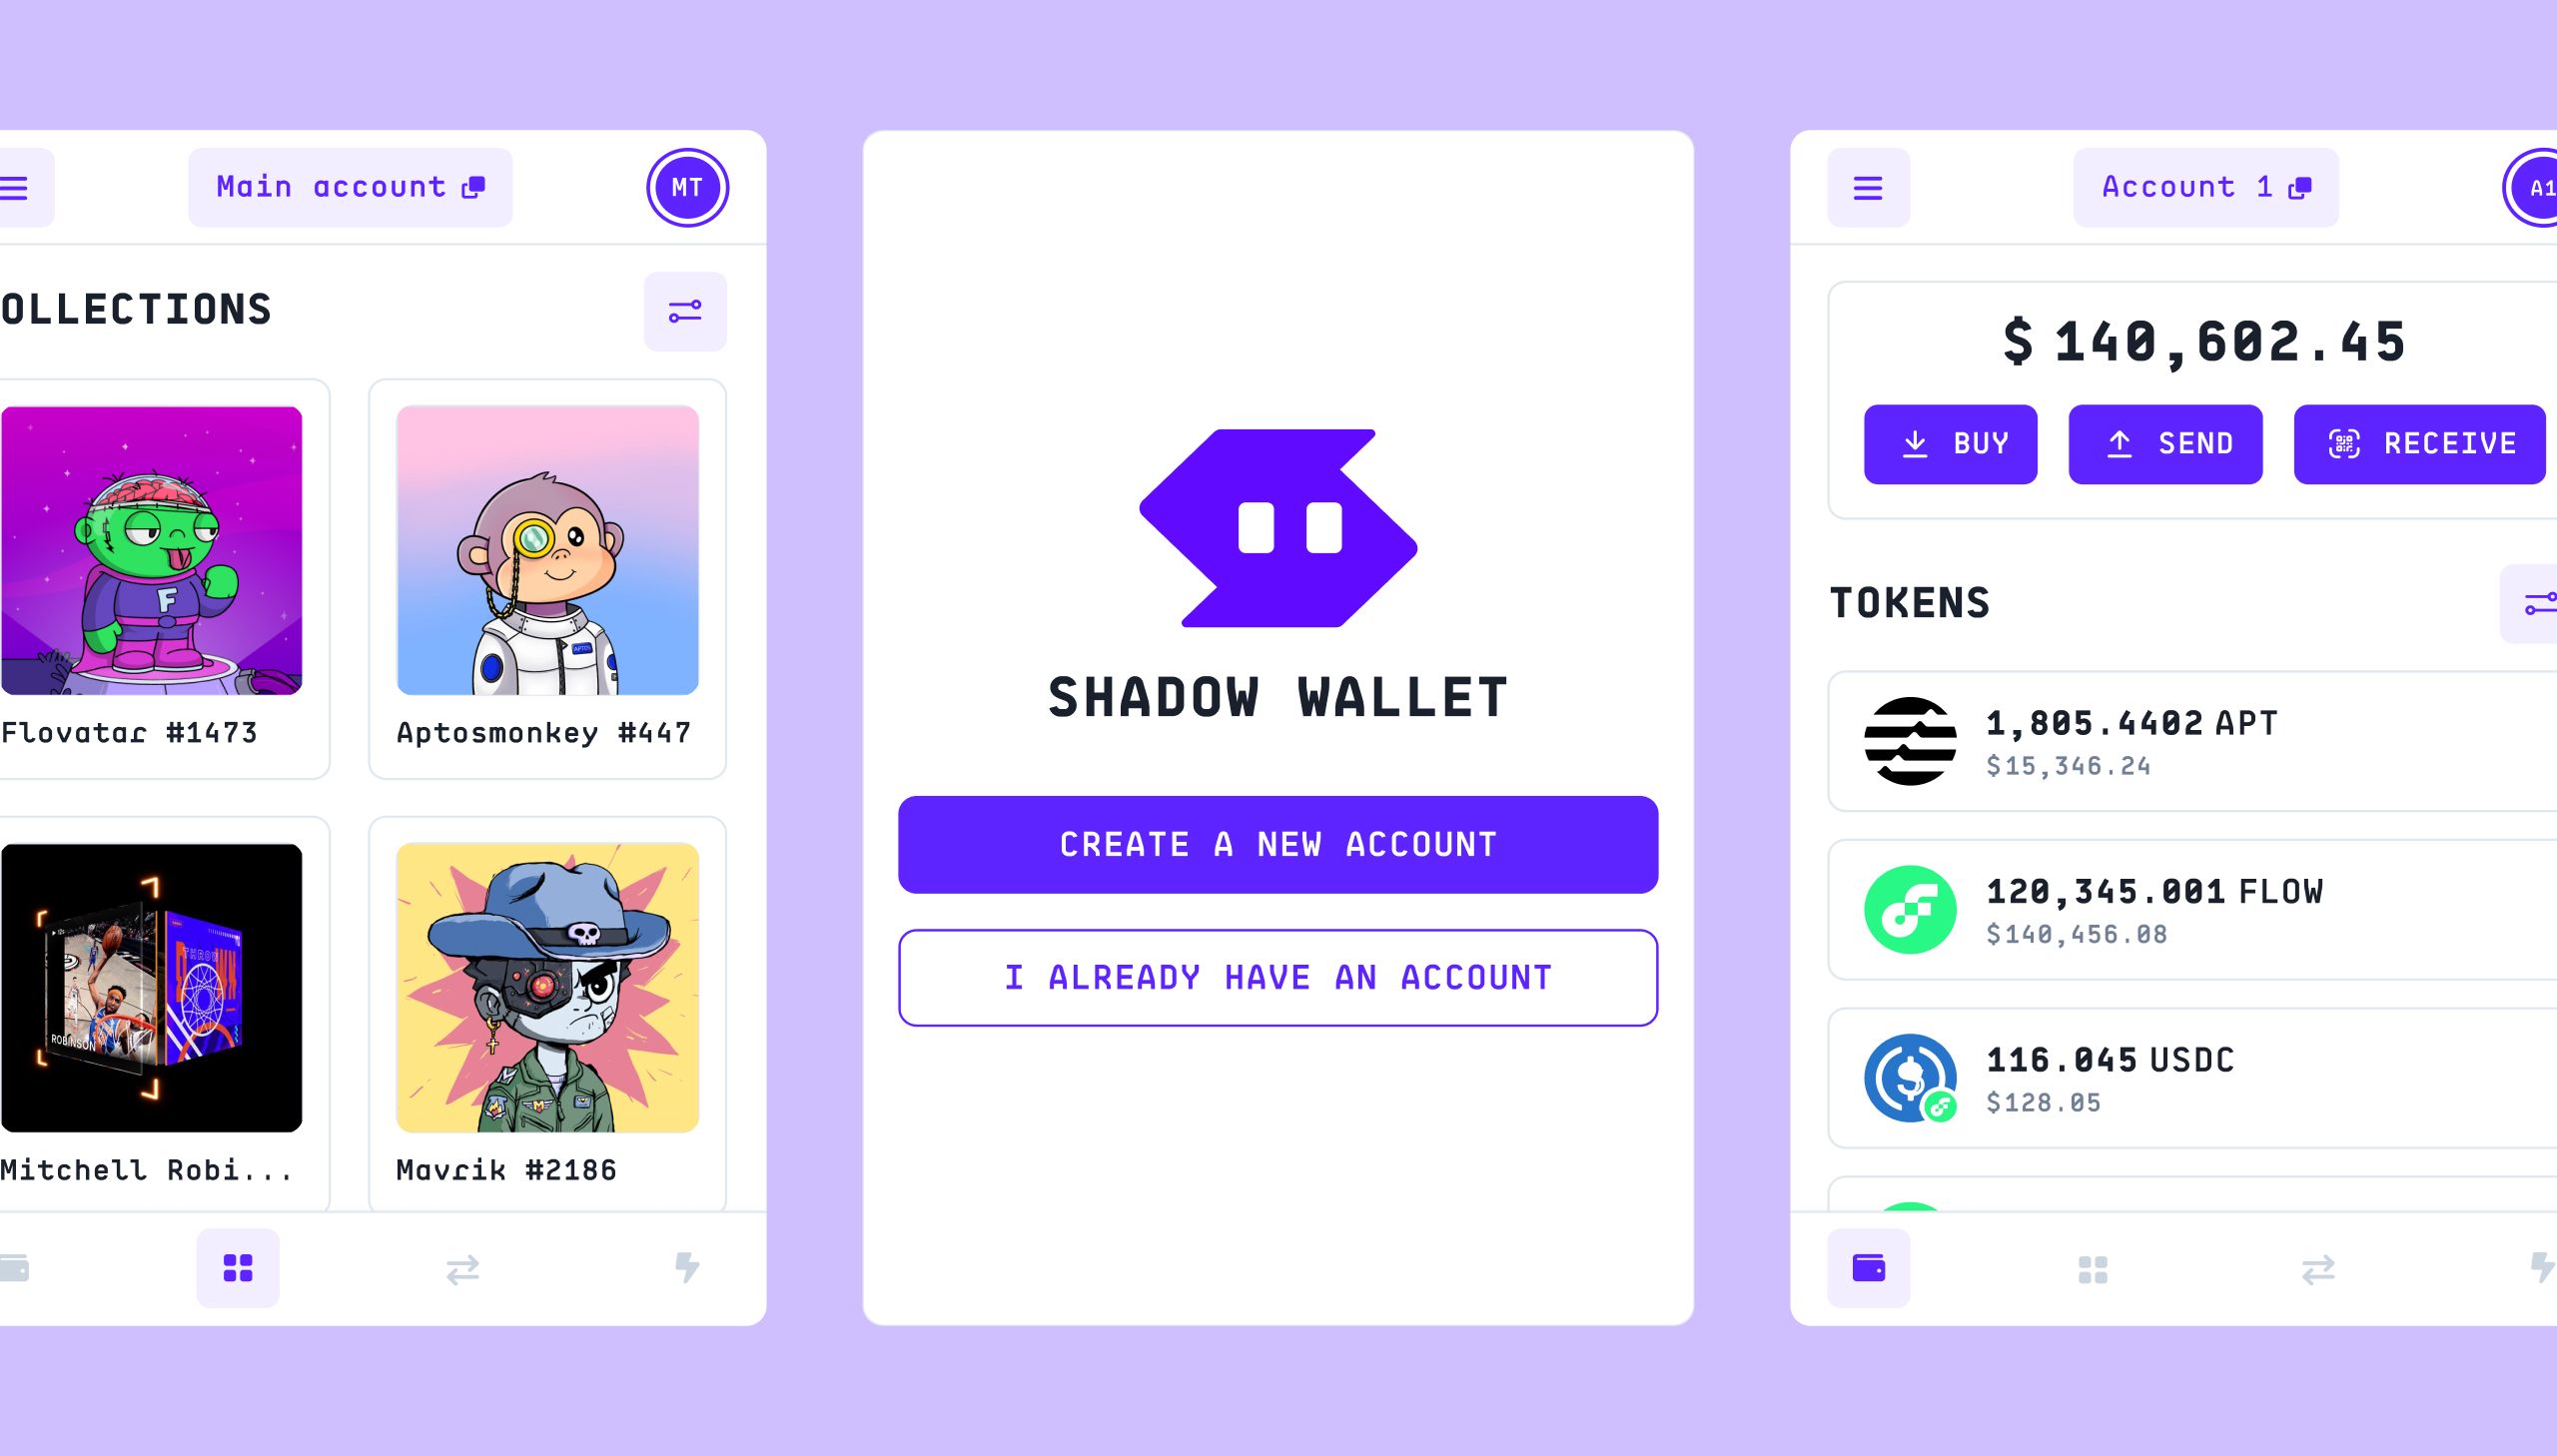 Main account
MT
OLLECTIONS
F
APTOS
Flovatar #1473
Aptosmonkey #447
ROBINSON
Mitchell Robi...
Mavrik #2186
SHADOW WALLET
CREATE A NEW ACCOUNT
I ALREADY HAVE AN ACCOUNT
Account 1
A1
$ 140,602.45
BUY
SEND
RECEIVE
TOKENS
1,805.4402 APT
$15,346.24
120,345.001 FLOW
$140,456.08
116.045 USDC
$128.05